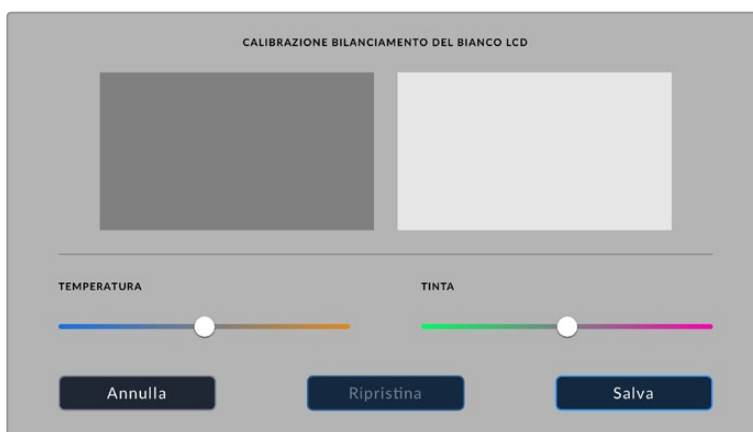 CALIBRAZIONE BILANCIAMENTO DEL BIANCO LCD
TEMPERATURA
TINTA
Annulla
Ripristina
Salva